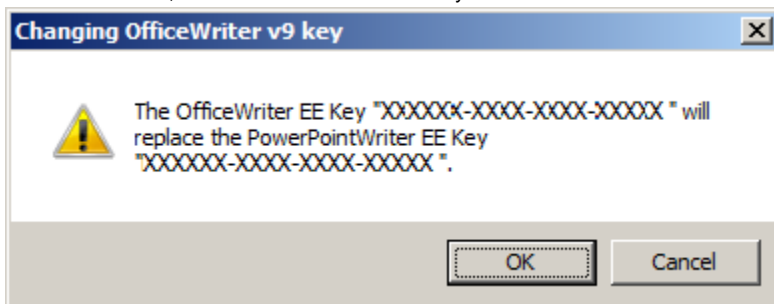 Changing OfficeWriter v9 key
The OfficeWriter EE Key "XXXXXX-XXXX-XXXX-XXXXX " will
replace the PowerPointWriter EE Key
"XXXXXX-XXXX-XXXX-XXXXX ".
OK
Cancel